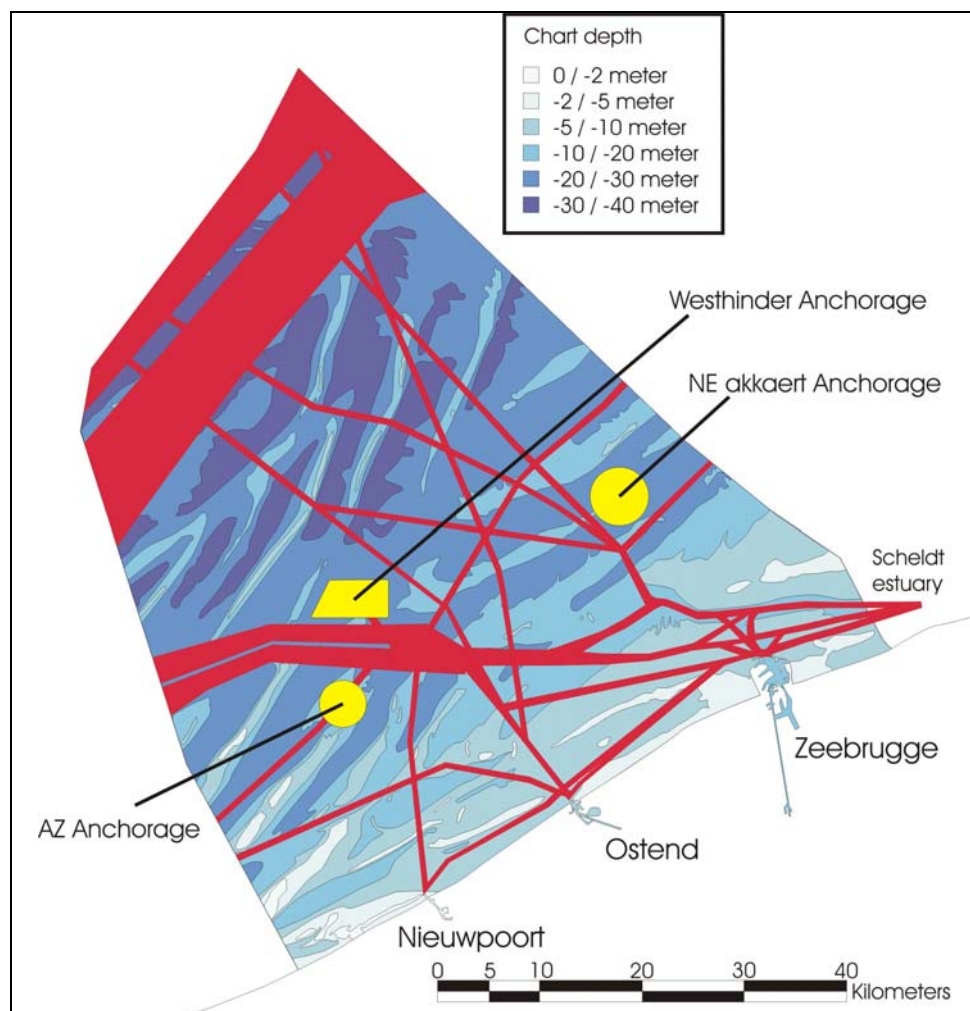 Chart depth
0 / -2 meter
-2 / -5 meter
-5 / -10 meter
-10 / -20 meter
-20 / -30 meter
-30 / -40 meter
Westhinder Anchorage
NE akkaert Anchorage
Scheldt
estuary
Zeebrugge
AZ Anchorage
Ostend
Nieuwpoort
0 5 10 20 30 40
Kilometers